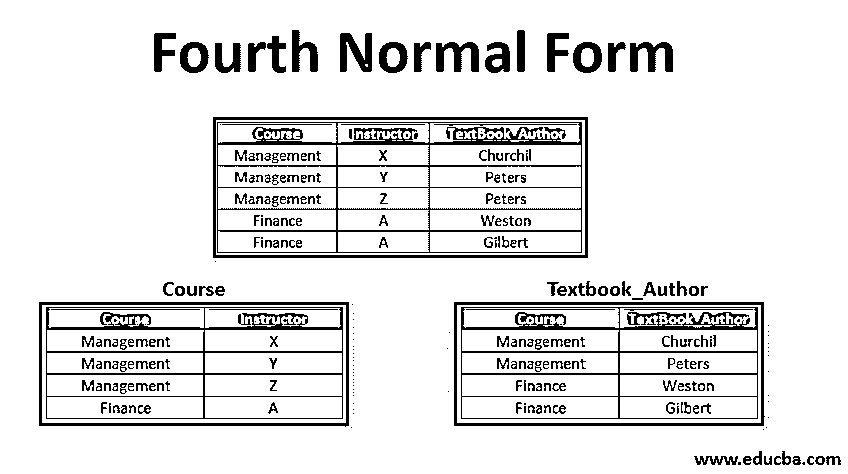 Fourth Normal Form
Course Instructor TextBook_Author
Management X Churchil
Management Y Peters
Management Z Peters
Finance A Weston
Finance A Gilbert
Course
Course Instructor
Management X
Management Y
Management Z
Finance A
Textbook_Author
Course TextBook_Author
Management Churchil
Management Peters
Finance Weston
Finance Gilbert
www.educba.com